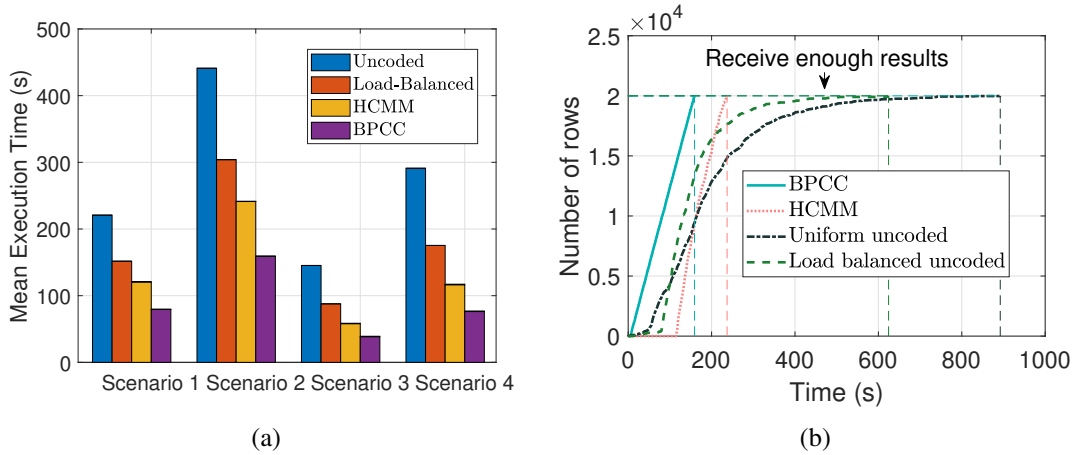 500
400
300
200
100
0
Mean Execution Time (s)
Uncoded
Load-Balanced
HCMM
BPCC
Scenario 1 Scenario 2 Scenario 3 Scenario 4
(a)
×10⁴
2.5
2
1.5
1
0.5
0
Number of rows
Receive enough results
BPCC
HCMM
Uniform uncoded
Load balanced uncoded
0 200 400 600 800 1000
Time (s)
(b)